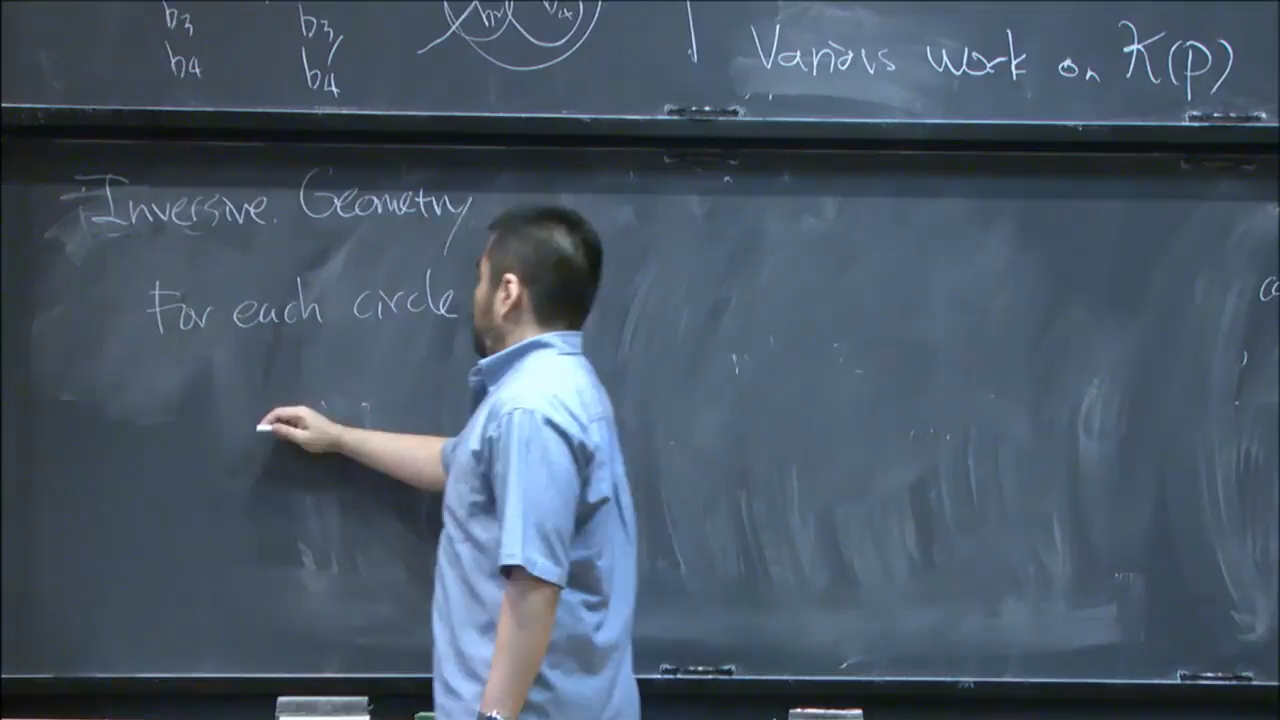 b3 b3,
b4 b4
Various work on K(p)
Inversive. Geometry
For each circle